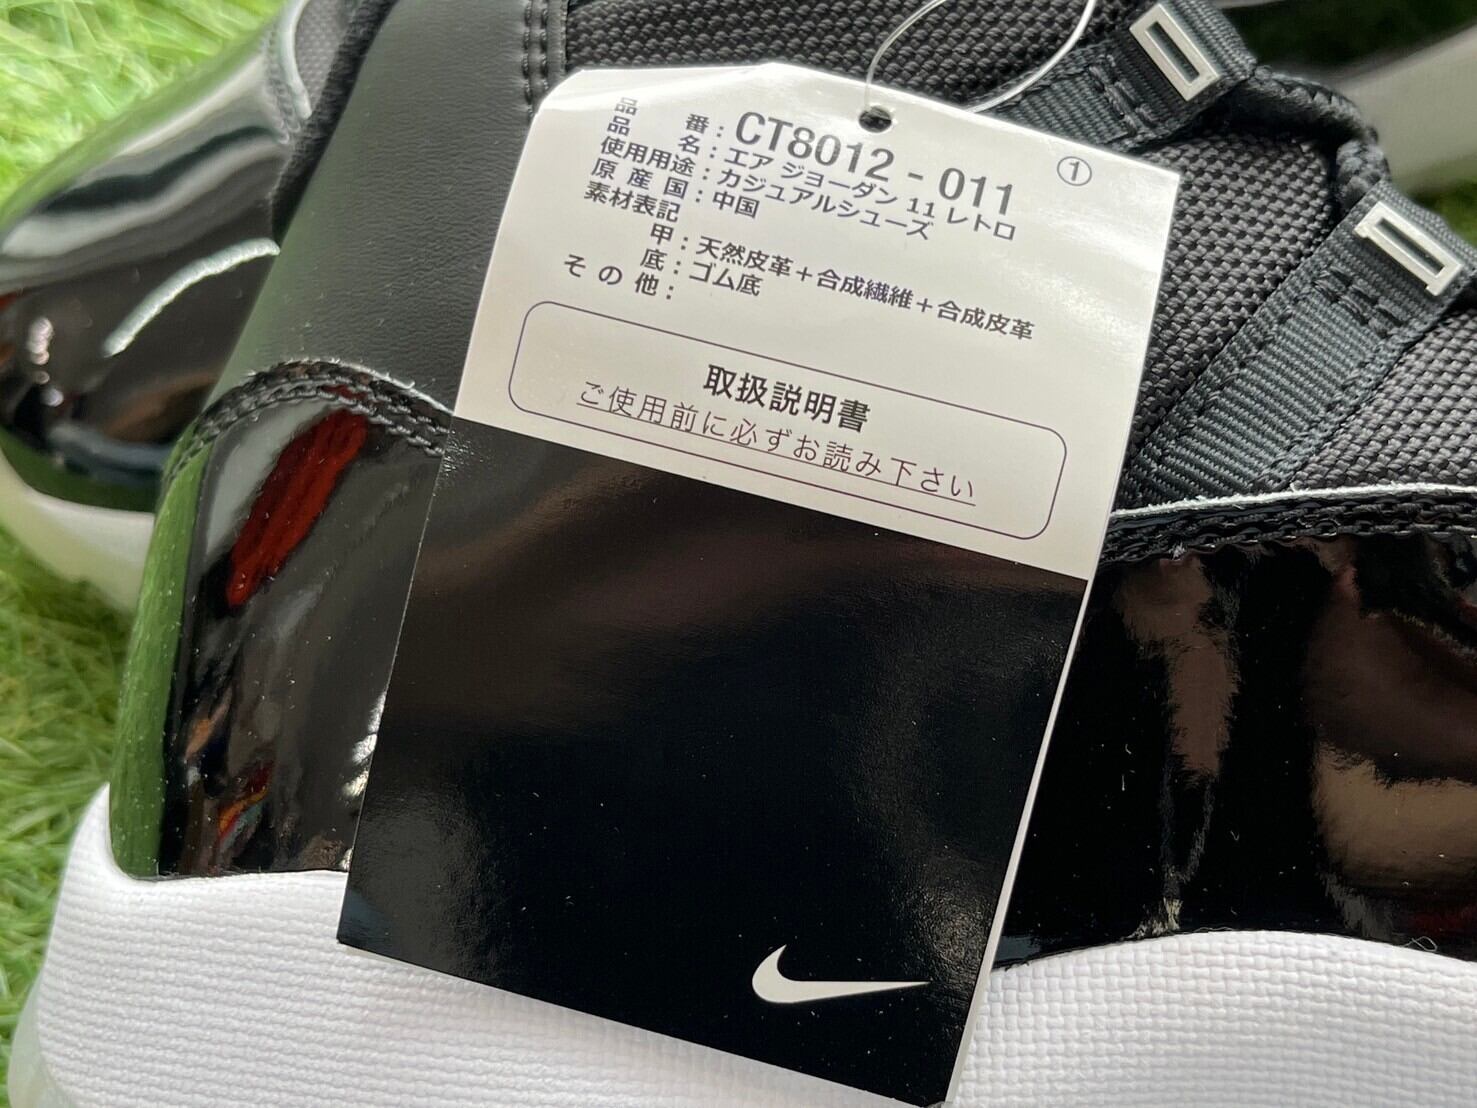 品番：CT8012 - 011 ①
品名：エア ジョーダン 11 レトロ
使用用途：カジュアルシューズ
原産国：中国
素材表記
甲：天然皮革＋合成繊維＋合成皮革
底：ゴム底
その他：
取扱説明書
ご使用前に必ずお読み下さい